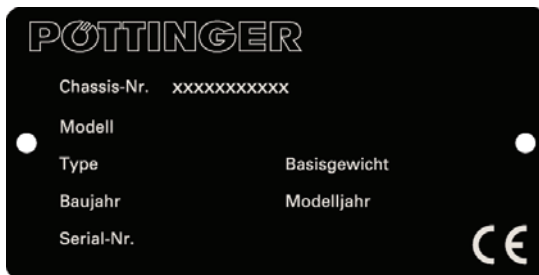 PÖTTINGER
Chassis-Nr. xxxxxxxxxxx
Modell
Type Basisgewicht
Baujahr Modelljahr
Serial-Nr.
CE